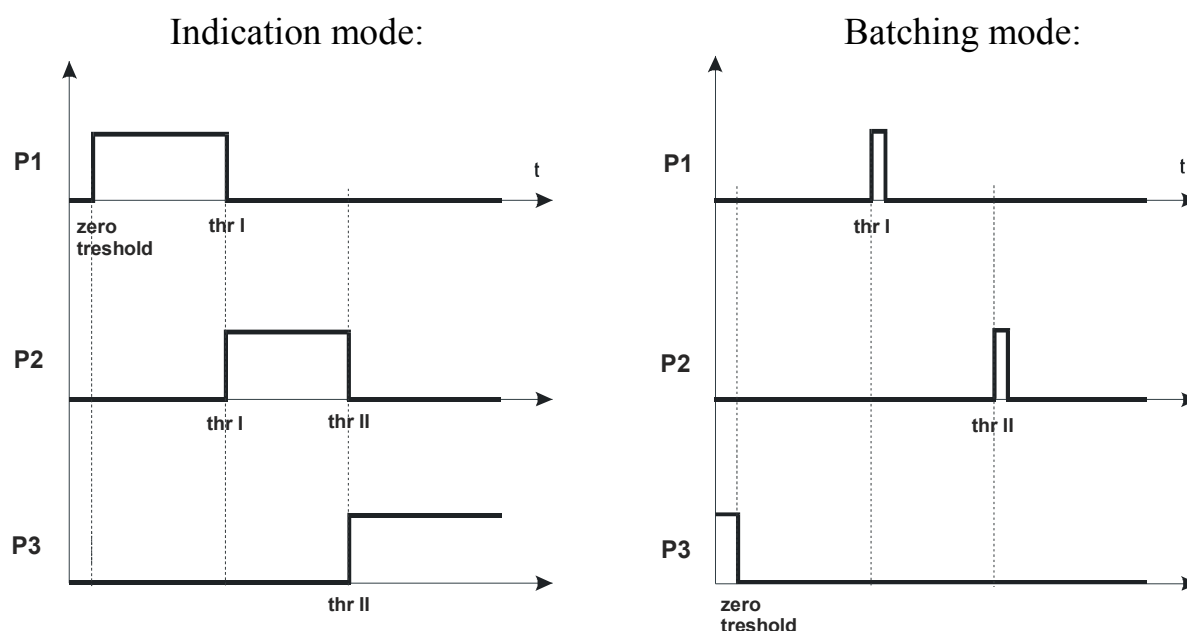 Indication mode:
P1
t
zero
treshold
thr I
P2
thr I
thr II
P3
thr II
Batching mode:
P1
t
thr I
P2
thr II
P3
zero
treshold